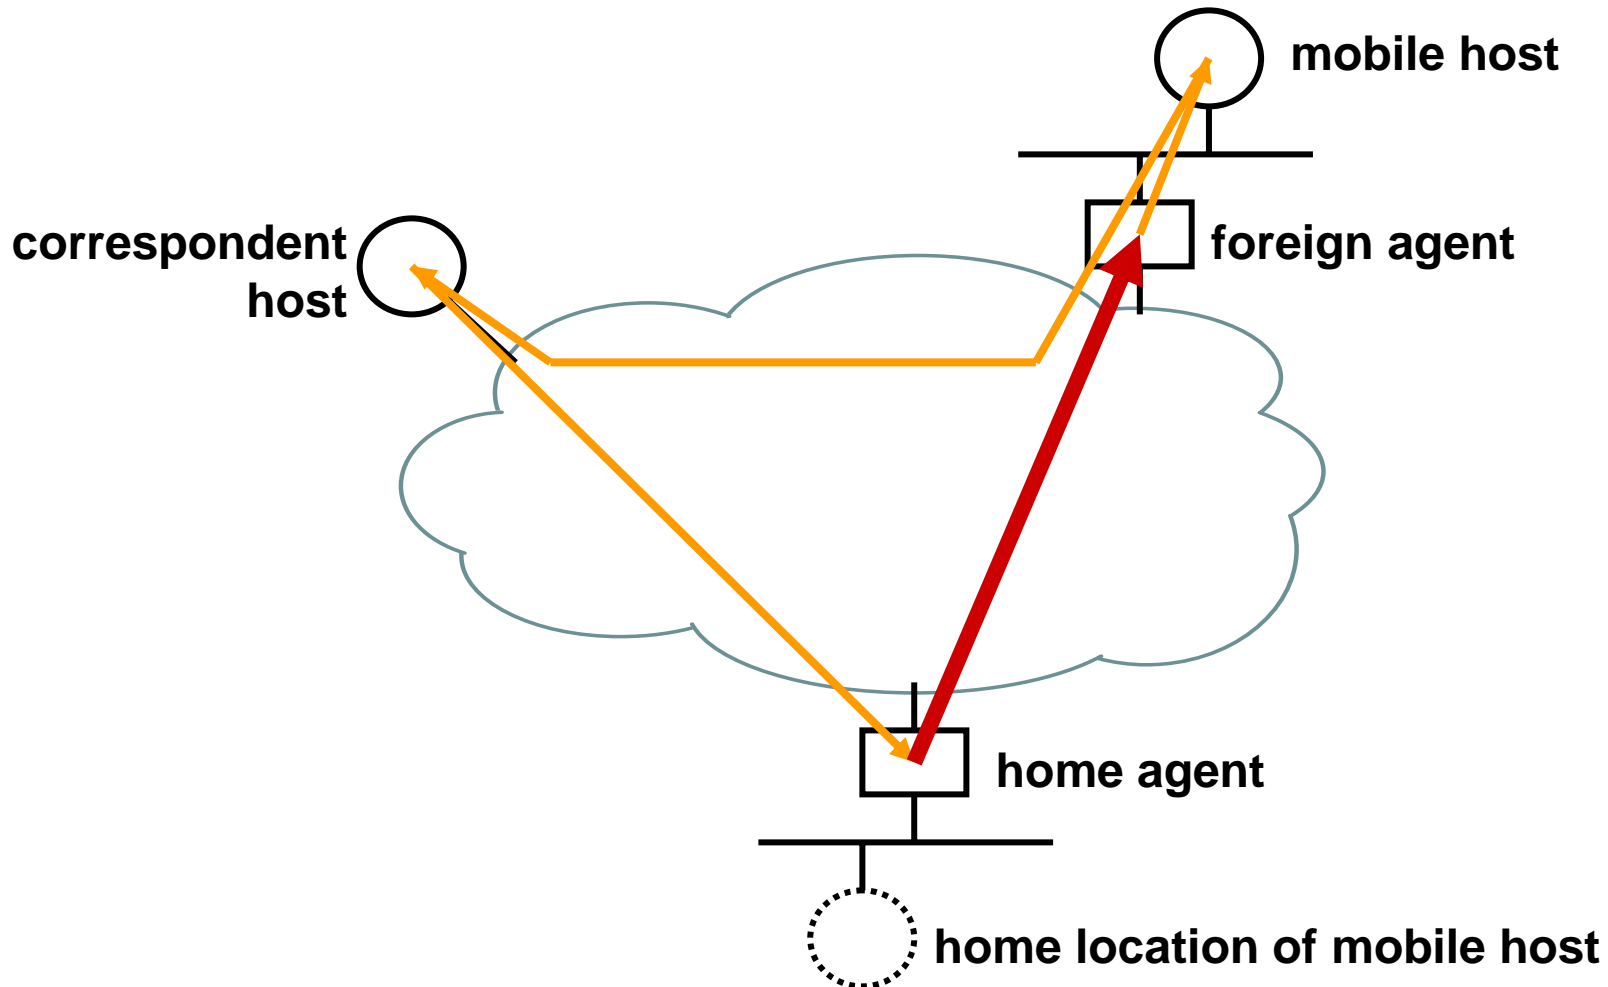 mobile host
correspondent
host
foreign agent
home agent
home location of mobile host